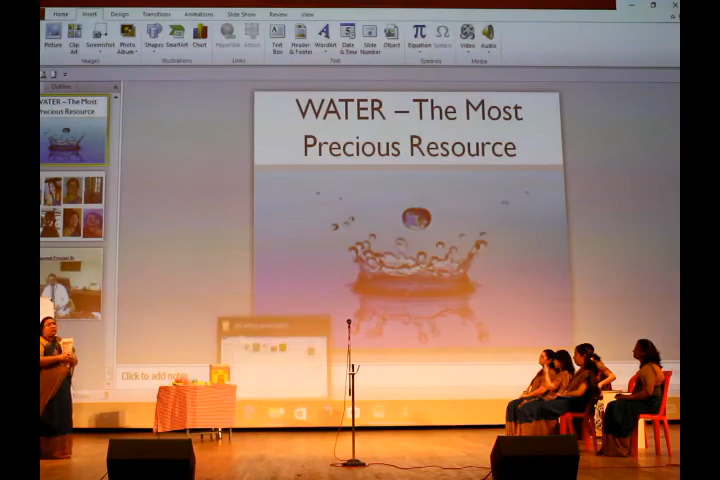 Home Insert Design Transitions Animations Slide Show Review View
Picture Clip Art Screenshot Photo Album Shapes SmartArt Chart Hyperlink Action Text Box Header & Footer WordArt Date & Time Slide Number Object Equation Symbol Video Audio
Images Illustrations Links Text Symbols Media
Outline
WATER – The Most
Precious Resource
WATER – The Most
Precious Resource
Click to add notes